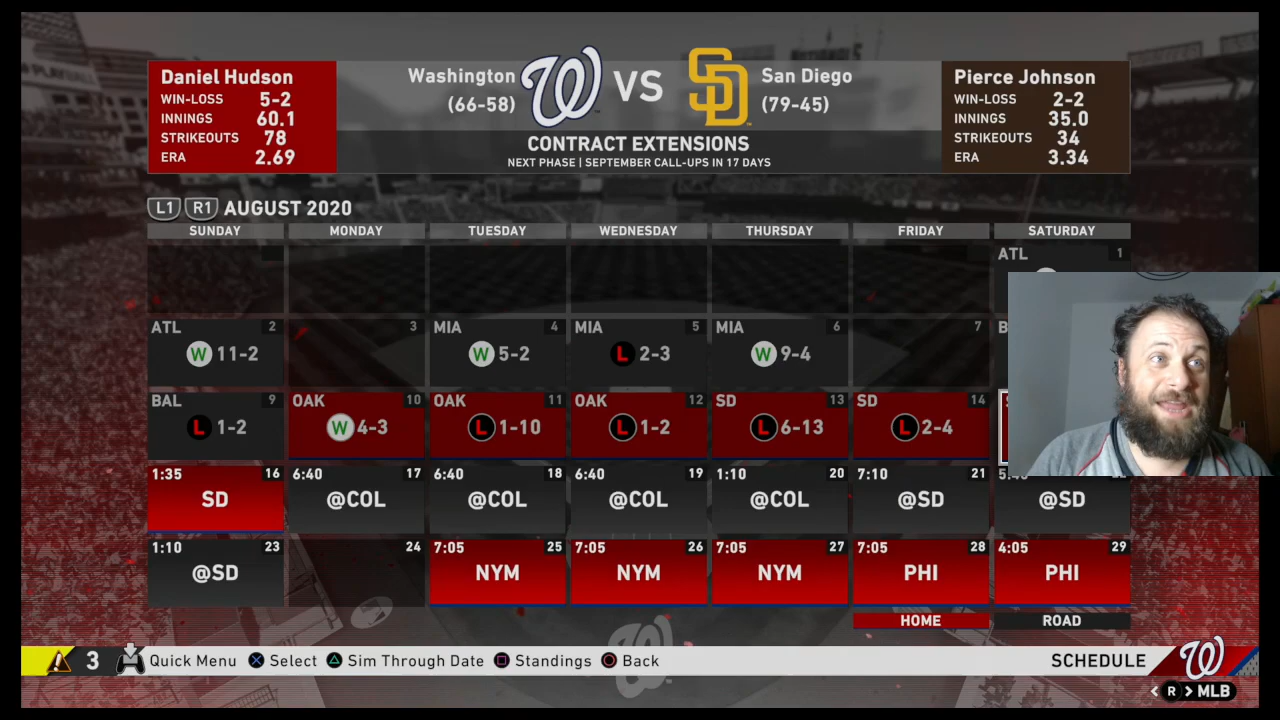 Daniel Hudson
WIN-LOSS 5-2
INNINGS 60.1
STRIKEOUTS 78
ERA 2.69
Washington
(66-58)
VS
SD
San Diego
(79-45)
CONTRACT EXTENSIONS
NEXT PHASE | SEPTEMBER CALL-UPS IN 17 DAYS
Pierce Johnson
WIN-LOSS 2-2
INNINGS 35.0
STRIKEOUTS 34
ERA 3.34
L1 R1 AUGUST 2020
SUNDAY MONDAY TUESDAY WEDNESDAY THURSDAY FRIDAY SATURDAY
ATL 1
ATL 2 3 MIA 4 MIA 5 MIA 6 7 B
W 11-2 W 5-2 L 2-3 W 9-4
BAL 9 OAK 10 OAK 11 OAK 12 SD 13 SD 14
L 1-2 W 4-3 L 1-10 L 1-2 L 6-13 L 2-4
1:35 16 6:40 17 6:40 18 6:40 19 1:10 20 7:10 21
SD @COL @COL @COL @COL @SD @SD
1:10 23 24 7:05 25 7:05 26 7:05 27 7:05 28 4:05 29
@SD NYM NYM NYM PHI PHI
HOME ROAD
3 Quick Menu Select Sim Through Date Standings Back
SCHEDULE W
< R > MLB